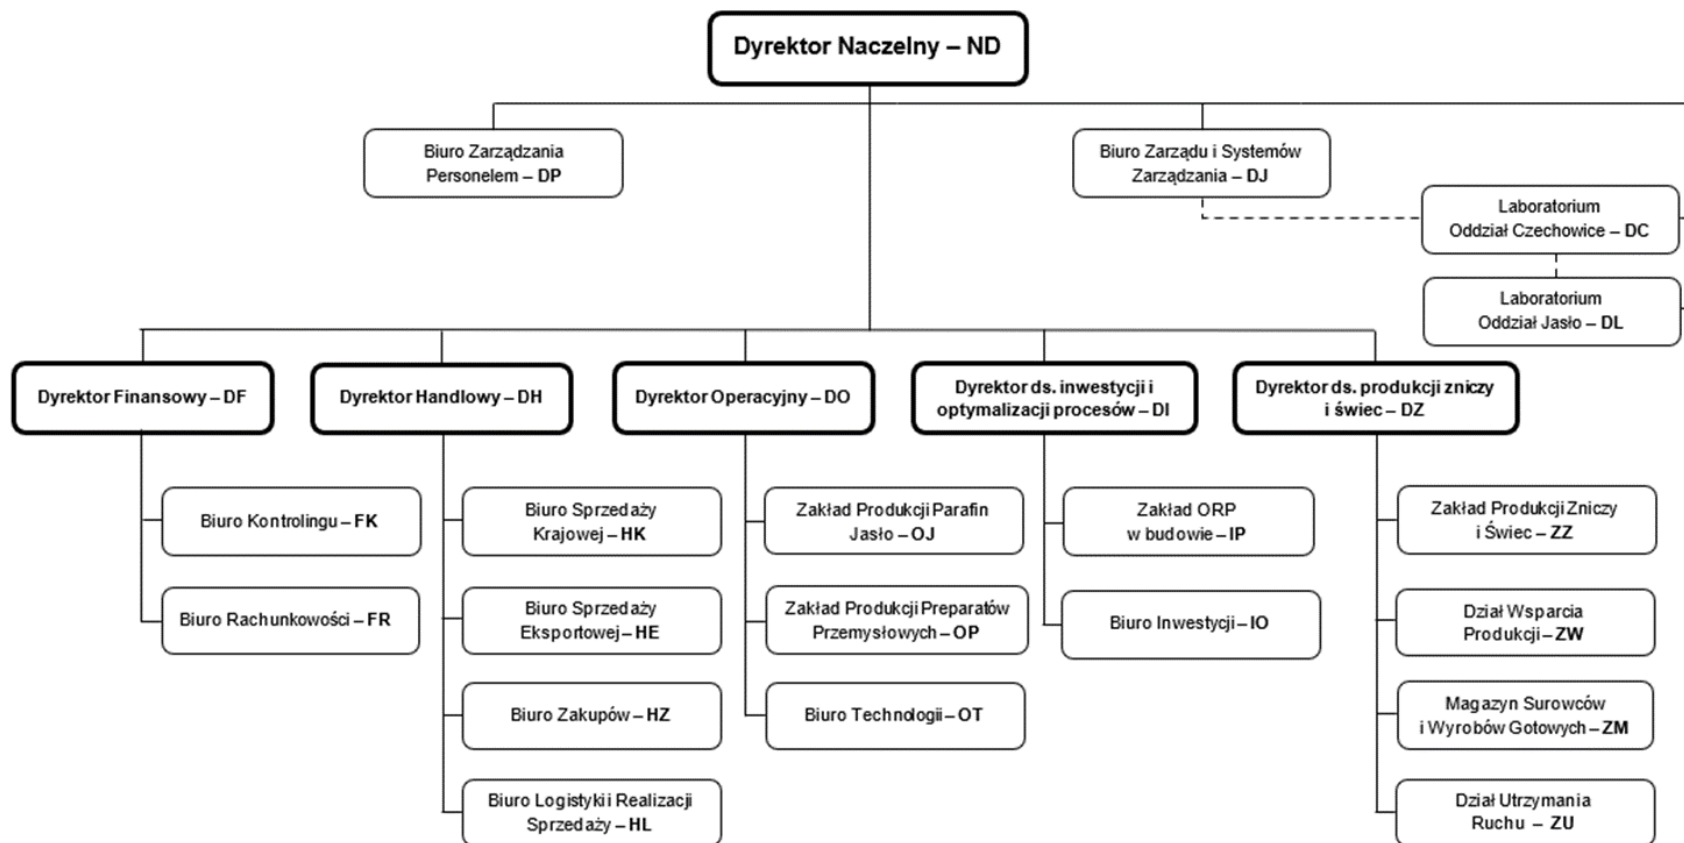 Dyrektor Naczelny – ND
Biuro Zarządzania
Personelem – DP
Biuro Zarządu i Systemów
Zarządzania – DJ
Laboratorium
Oddział Czechowice – DC
Laboratorium
Oddział Jasło – DL
Dyrektor Finansowy – DF
Dyrektor Handlowy – DH
Dyrektor Operacyjny – DO
Dyrektor ds. inwestycji i
optymalizacji procesów – DI
Dyrektor ds. produkcji zniczy
i świec – DZ
Biuro Kontrolingu – FK
Biuro Rachunkowości – FR
Biuro Sprzedaży
Krajowej – HK
Biuro Sprzedaży
Eksportowej – HE
Biuro Zakupów – HZ
Biuro Logistyki i Realizacji
Sprzedaży – HL
Zakład Produkcji Parafin
Jasło – OJ
Zakład Produkcji Preparatów
Przemysłowych – OP
Biuro Technologii – OT
Zakład ORP
w budowie – IP
Biuro Inwestycji – IO
Zakład Produkcji Zniczy
i Świec – ZZ
Dział Wsparcia
Produkcji – ZW
Magazyn Surowców
i Wyrobów Gotowych – ZM
Dział Utrzymania
Ruchu – ZU